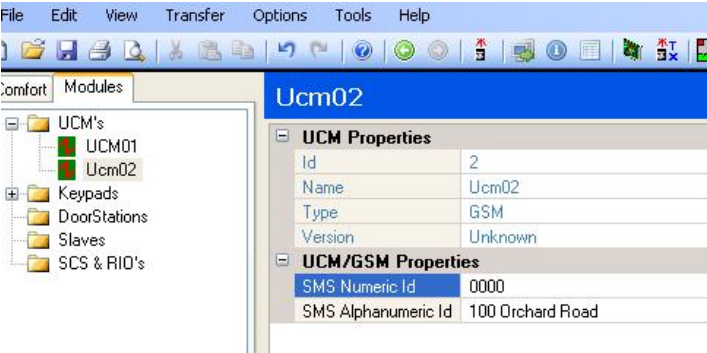 File Edit View Transfer Options Tools Help
Comfort Modules
Ucm02
UCM's
UCM01
Ucm02
Keypads
DoorStations
Slaves
SCS & RIO's
UCM Properties
Id 2
Name Ucm02
Type GSM
Version Unknown
UCM/GSM Properties
SMS Numeric Id 0000
SMS Alphanumeric Id 100 Orchard Road